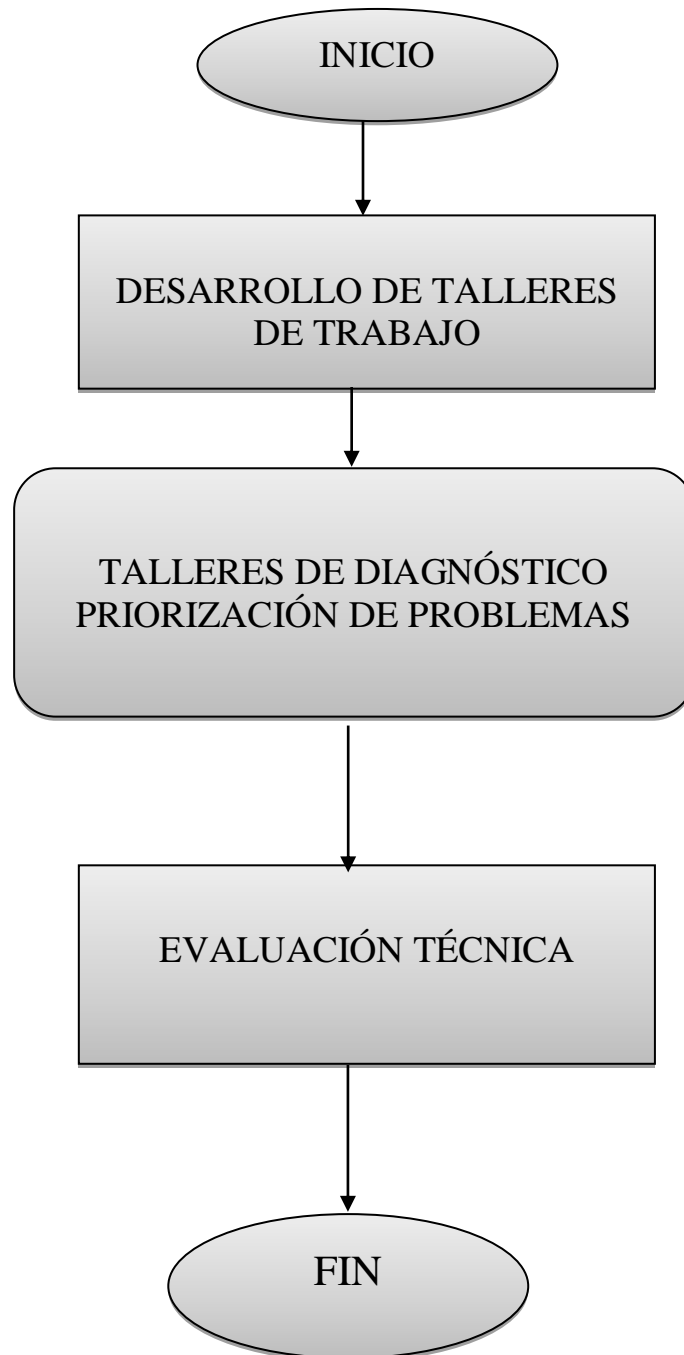 INICIO
DESARROLLO DE TALLERES
DE TRABAJO
TALLERES DE DIAGNÓSTICO
PRIORIZACIÓN DE PROBLEMAS
EVALUACIÓN TÉCNICA
FIN